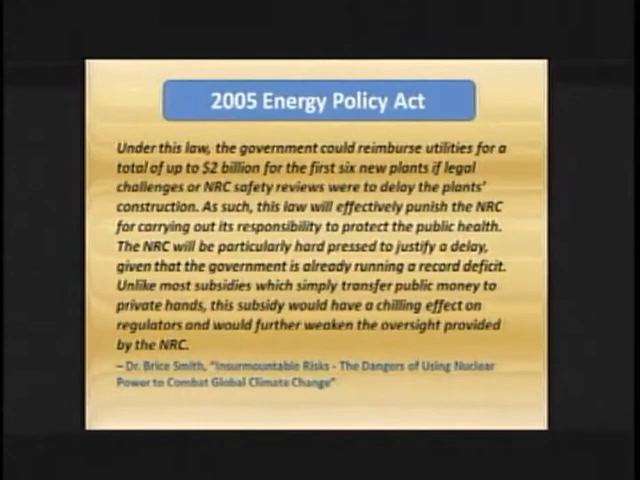 2005 Energy Policy Act
Under this law, the government could reimburse utilities for a
total of up to $2 billion for the first six new plants if legal
challenges or NRC safety reviews were to delay the plants'
construction. As such, this law will effectively punish the NRC
for carrying out its responsibility to protect the public health.
The NRC will be particularly hard pressed to justify a delay,
given that the government is already running a record deficit.
Unlike most subsidies which simply transfer public money to
private hands, this subsidy would have a chilling effect on
regulators and would further weaken the oversight provided
by the NRC.
– Dr. Brice Smith, "Insurmountable Risks - The Dangers of Using Nuclear
Power to Combat Global Climate Change"